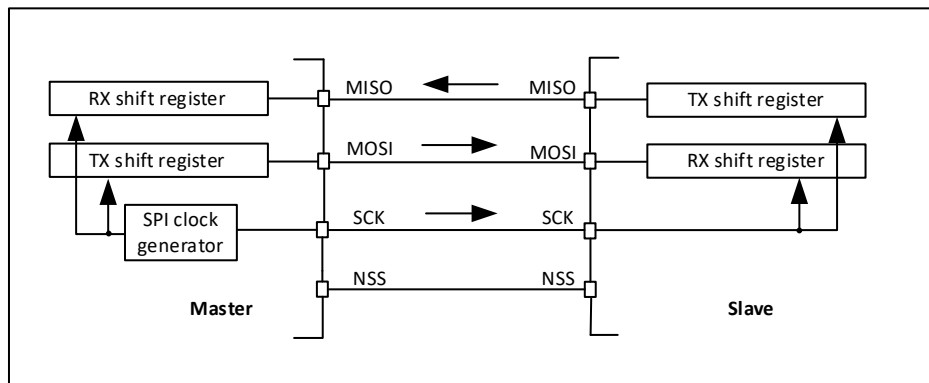 MISO MISO
RX shift register TX shift register
MOSI MOSI
TX shift register RX shift register
SPI clock
generator
SCK SCK
NSS NSS
Master Slave